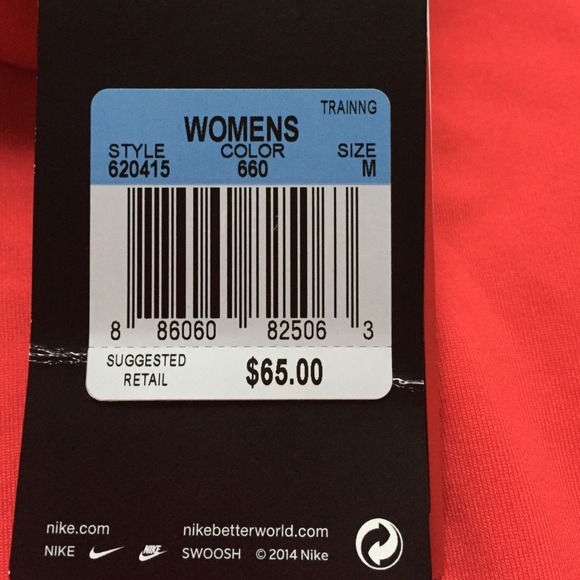 TRAINNG
WOMENS
STYLE COLOR SIZE
620415 660 M
8 86060 82506 3
SUGGESTED
RETAIL
$65.00
nike.com nikebetterworld.com
NIKE NIKE SWOOSH © 2014 Nike